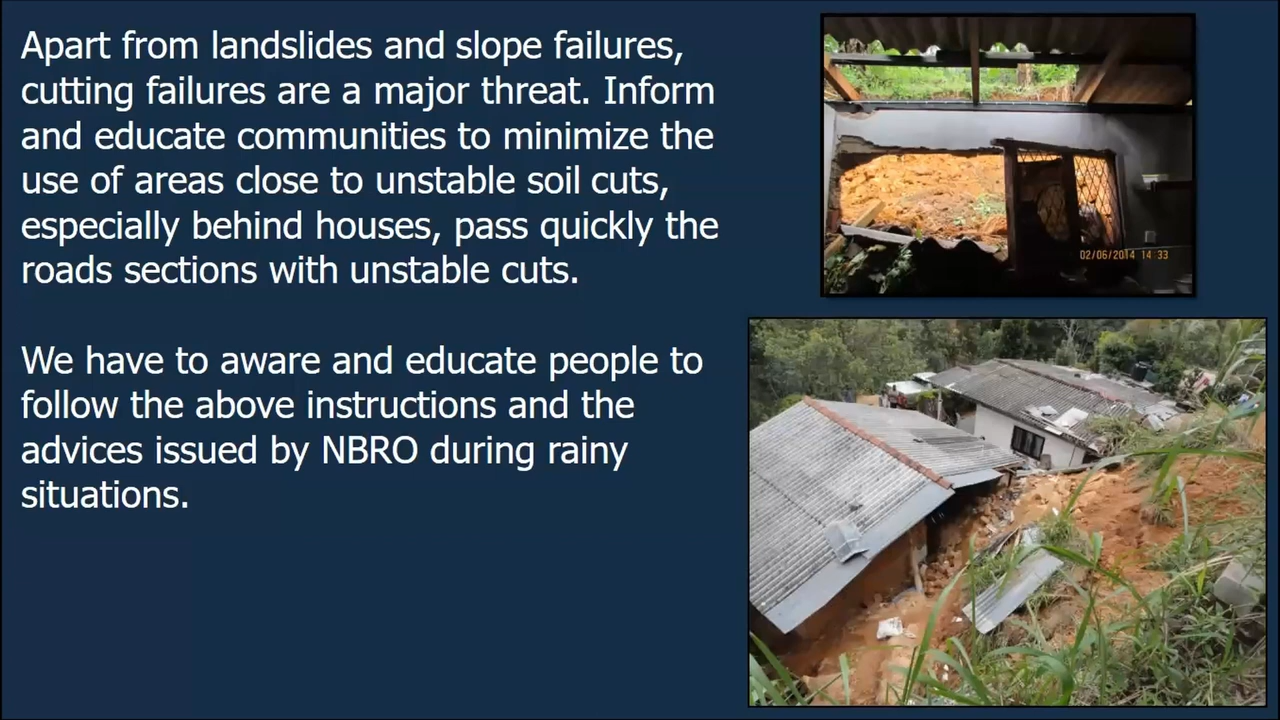 Apart from landslides and slope failures,
cutting failures are a major threat. Inform
and educate communities to minimize the
use of areas close to unstable soil cuts,
especially behind houses, pass quickly the
roads sections with unstable cuts.
We have to aware and educate people to
follow the above instructions and the
advices issued by NBRO during rainy
situations.
02/06/2014 14 33